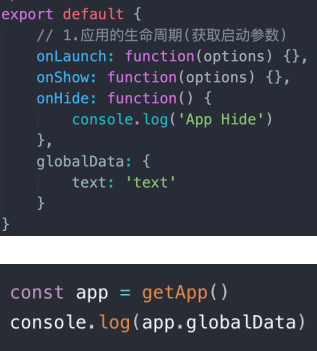 export default {
    // 1.应用的生命周期(获取启动参数)
    onLaunch: function(options) {},
    onShow: function(options) {},
    onHide: function() {
        console.log('App Hide')
    },
    globalData: {
        text: 'text'
    }
}
const app = getApp()
console.log(app.globalData)